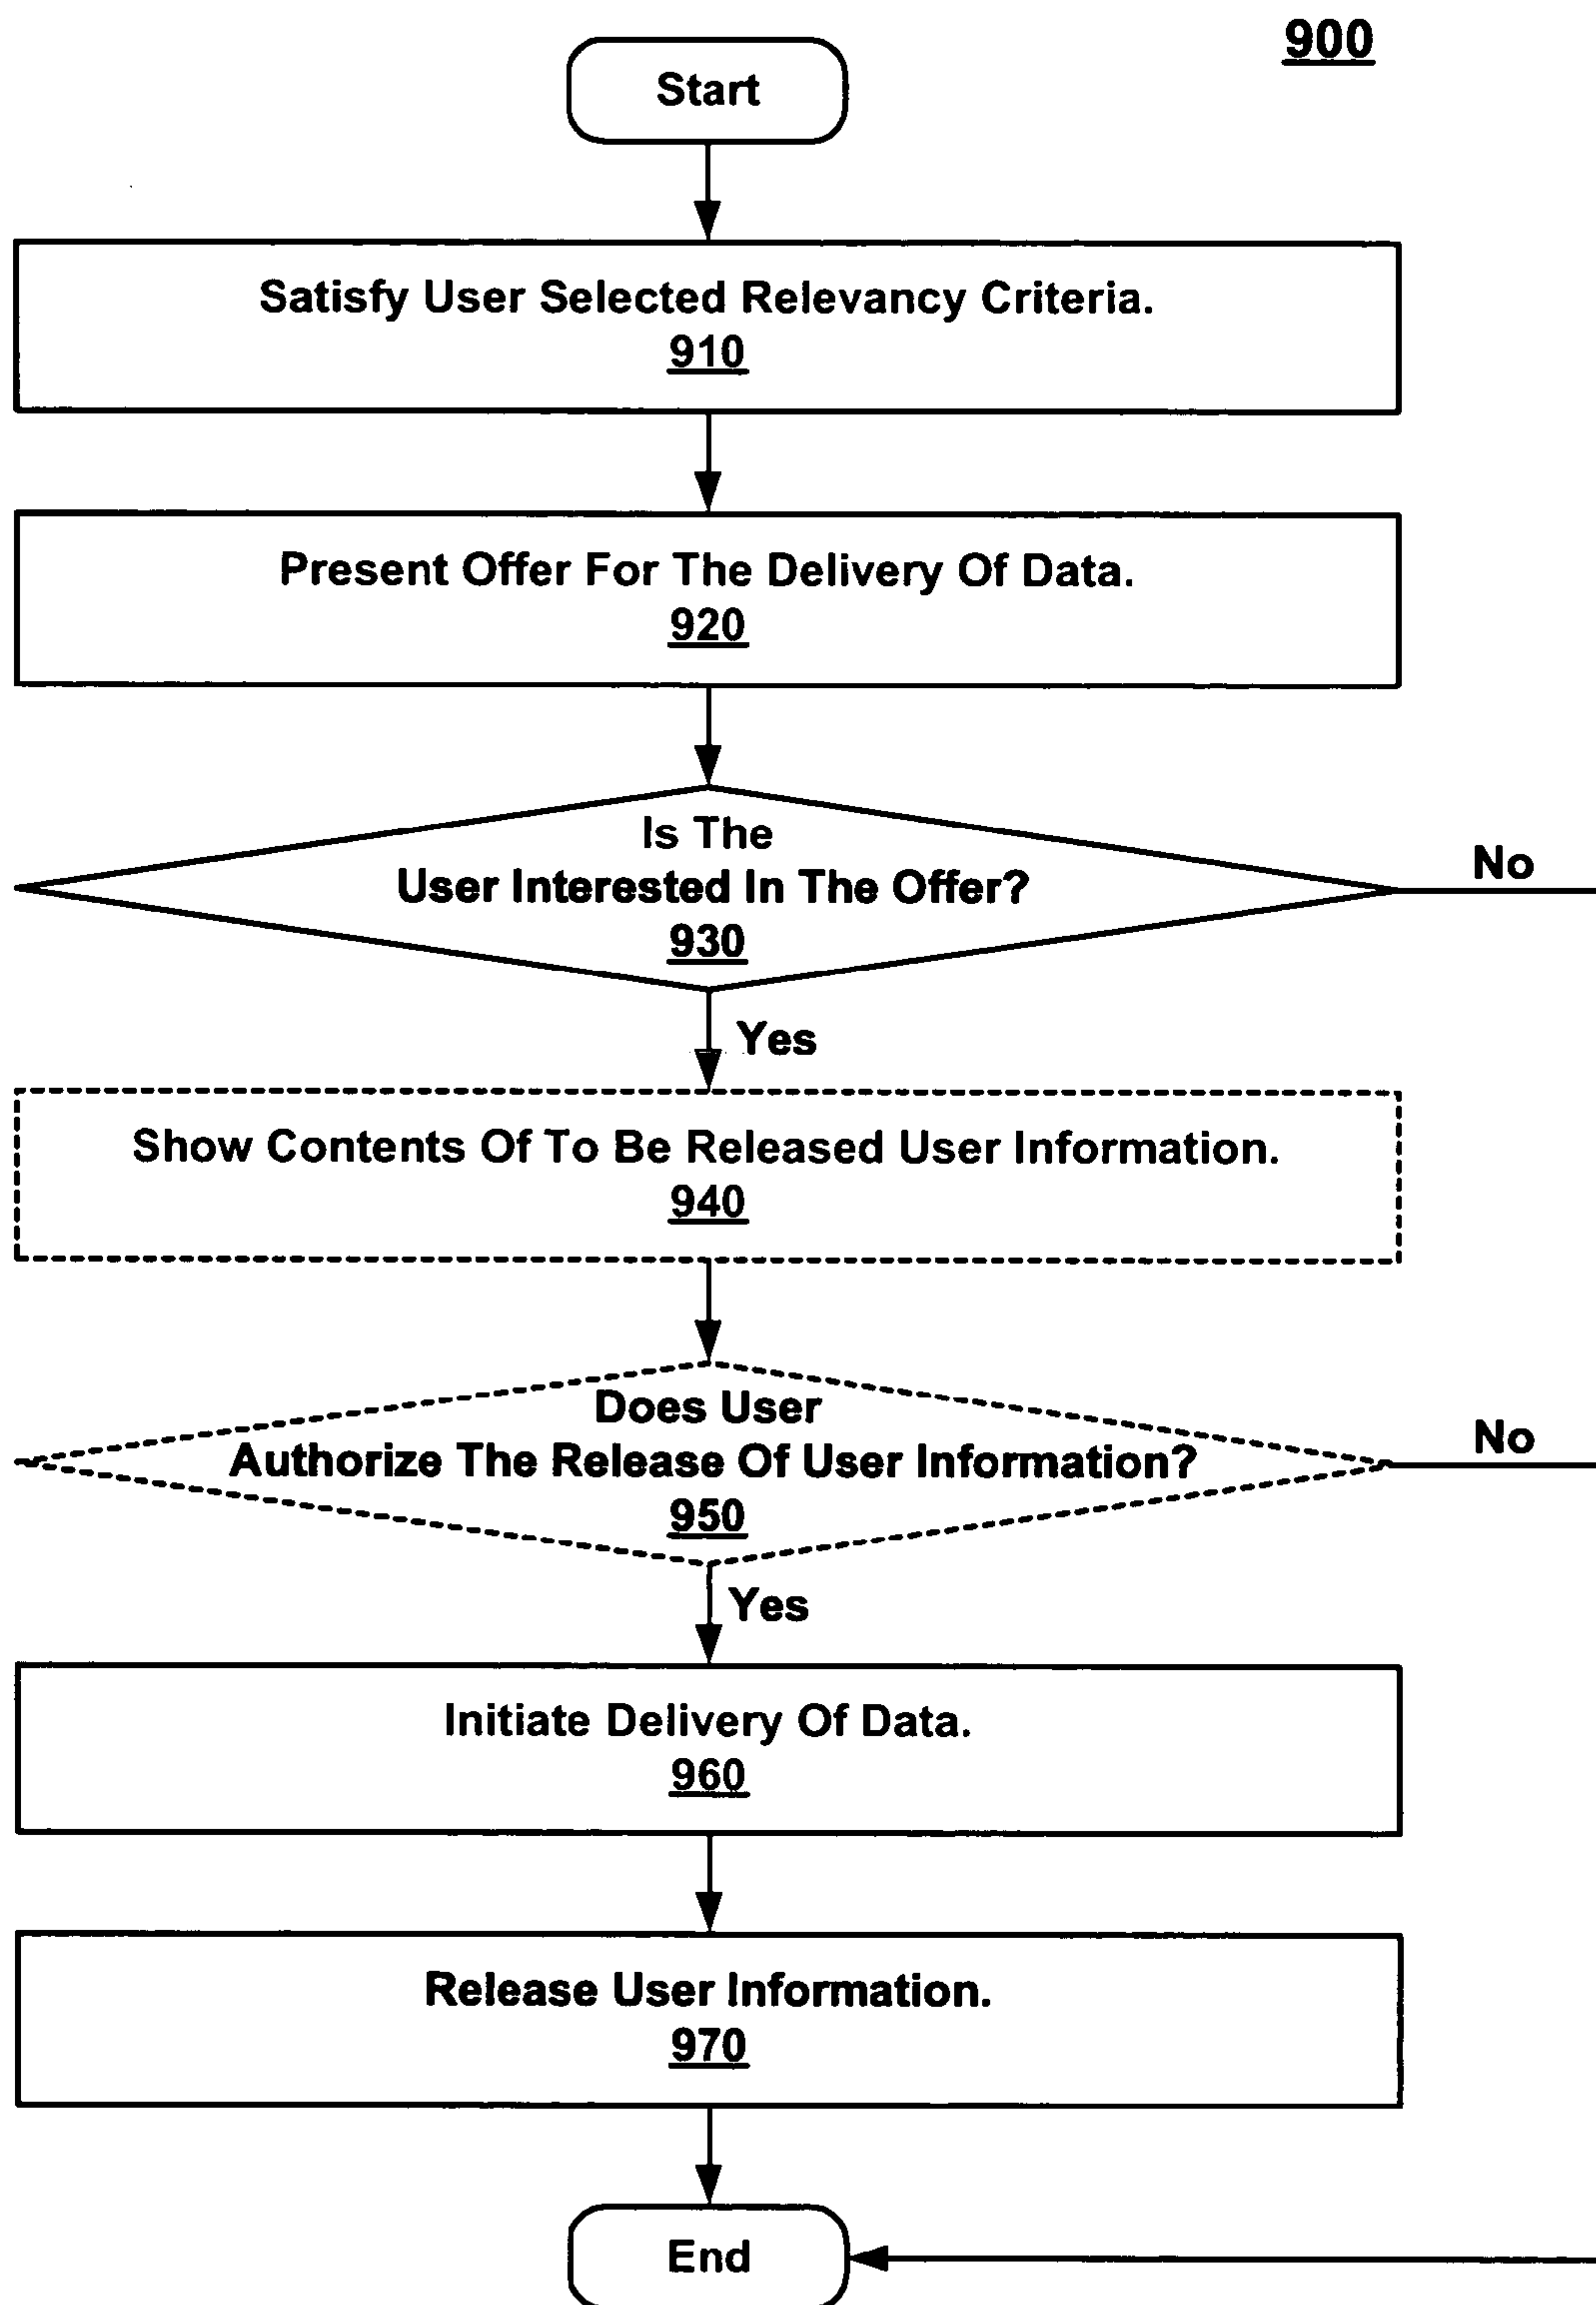 900
Start
Satisfy User Selected Relevancy Criteria.
910
Present Offer For The Delivery Of Data.
920
Is The
User Interested In The Offer?
930
No
Yes
Show Contents Of To Be Released User Information.
940
Does User
Authorize The Release Of User Information?
950
No
Yes
Initiate Delivery Of Data.
960
Release User Information.
970
End